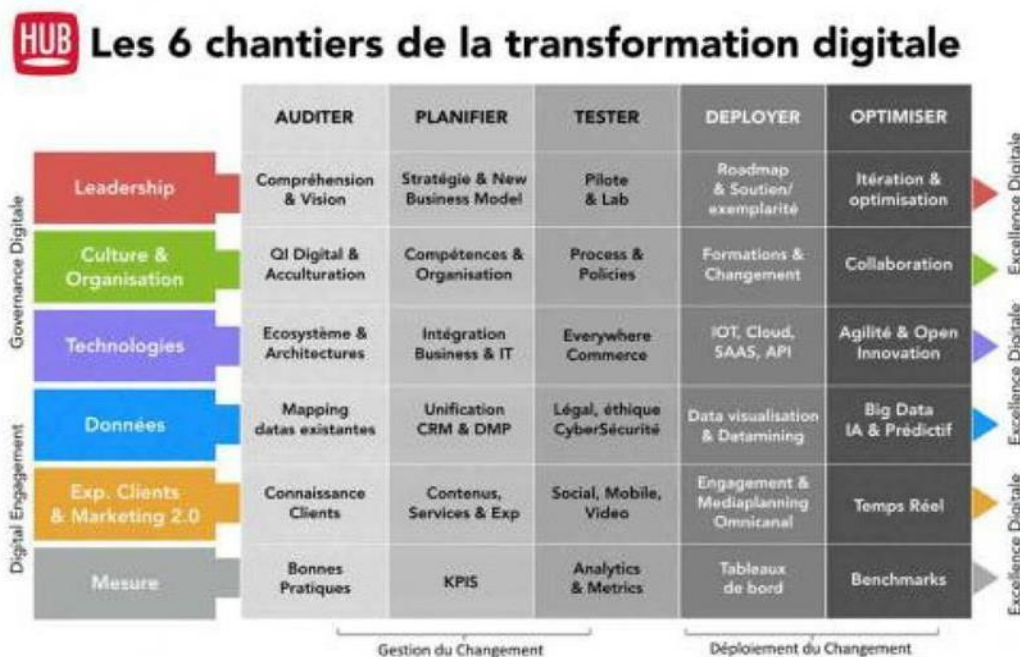 HUB Les 6 chantiers de la transformation digitale
AUDITER PLANIFIER TESTER DEPLOYER OPTIMISER
Governance Digitale
Digital Engagement
Leadership
Compréhension
& Vision
Stratégie & New
Business Model
Pilote
& Lab
Roadmap
& Soutien/
exemplarité
Itération &
optimisation
Culture &
Organisation
QI Digital &
Acculturation
Compétences &
Organisation
Process &
Policies
Formations &
Changement
Collaboration
Technologies
Ecosystème &
Architectures
Intégration
Business & IT
Everywhere
Commerce
IOT, Cloud,
SAAS, API
Agilité & Open
Innovation
Données
Mapping
datas existantes
Unification
CRM & DMP
Légal, éthique
CyberSécurité
Data visualisation
& Datamining
Big Data
IA & Prédictif
Exp. Clients
& Marketing 2.0
Connaissance
Clients
Contenus,
Services & Exp
Social, Mobile,
Video
Engagement &
Mediaplanning
Omnicanal
Temps Réel
Mesure
Bonnes
Pratiques
KPIS
Analytics
& Metrics
Tableaux
de bord
Benchmarks
Excellence Digitale
Excellence Digitale
Excellence Digitale
Excellence Digitale
Gestion du Changement
Déploiement du Changement